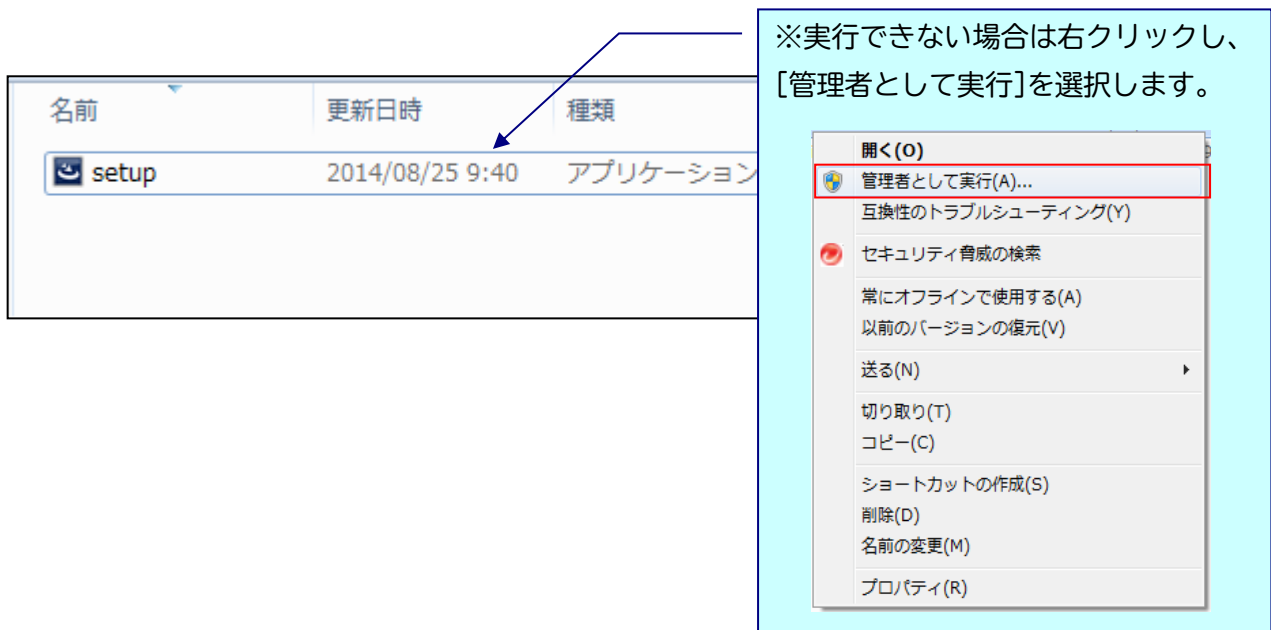 ※実行できない場合は右クリックし、
[管理者として実行]を選択します。
名前 更新日時 種類
setup 2014/08/25 9:40 アプリケーション
開く(O)
管理者として実行(A)...
互換性のトラブルシューティング(Y)
セキュリティ脅威の検索
常にオフラインで使用する(A)
以前のバージョンの復元(V)
送る(N)
切り取り(T)
コピー(C)
ショートカットの作成(S)
削除(D)
名前の変更(M)
プロパティ(R)